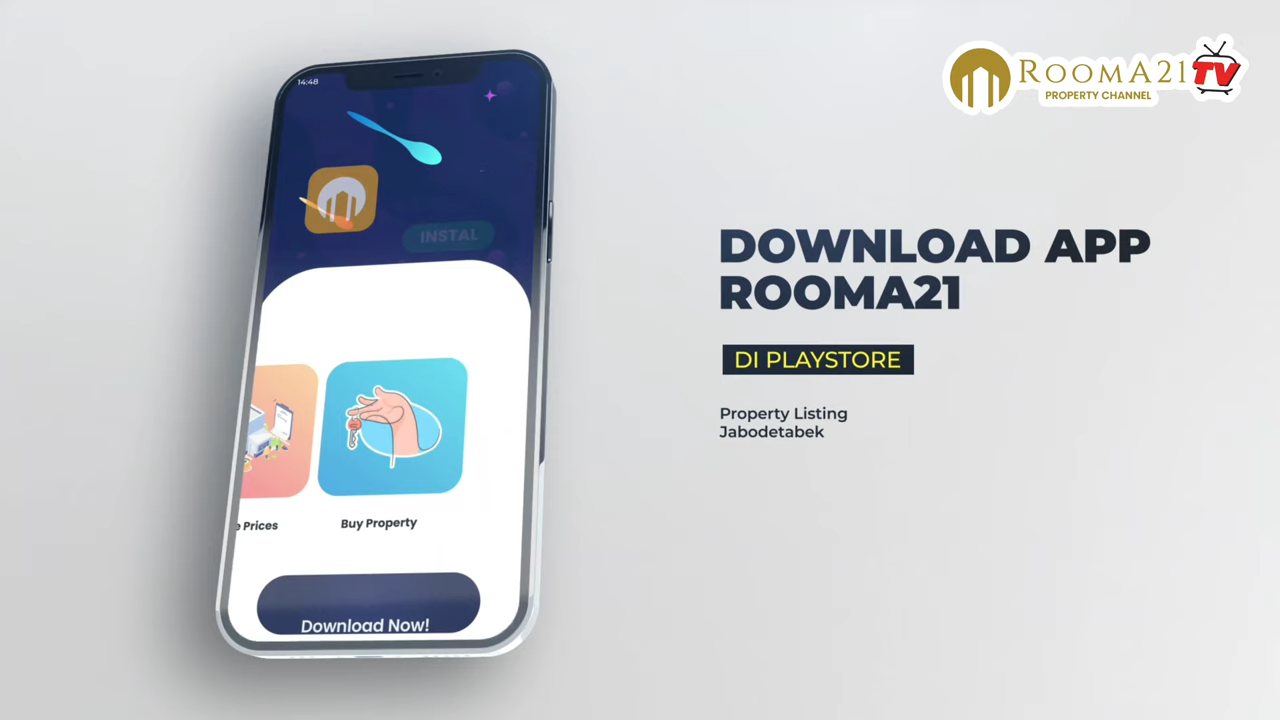 14:48
INSTAL
e Prices
Buy Property
Download Now!
ROOMA21 TV
PROPERTY CHANNEL
DOWNLOAD APP
ROOMA21
DI PLAYSTORE
Property Listing
Jabodetabek